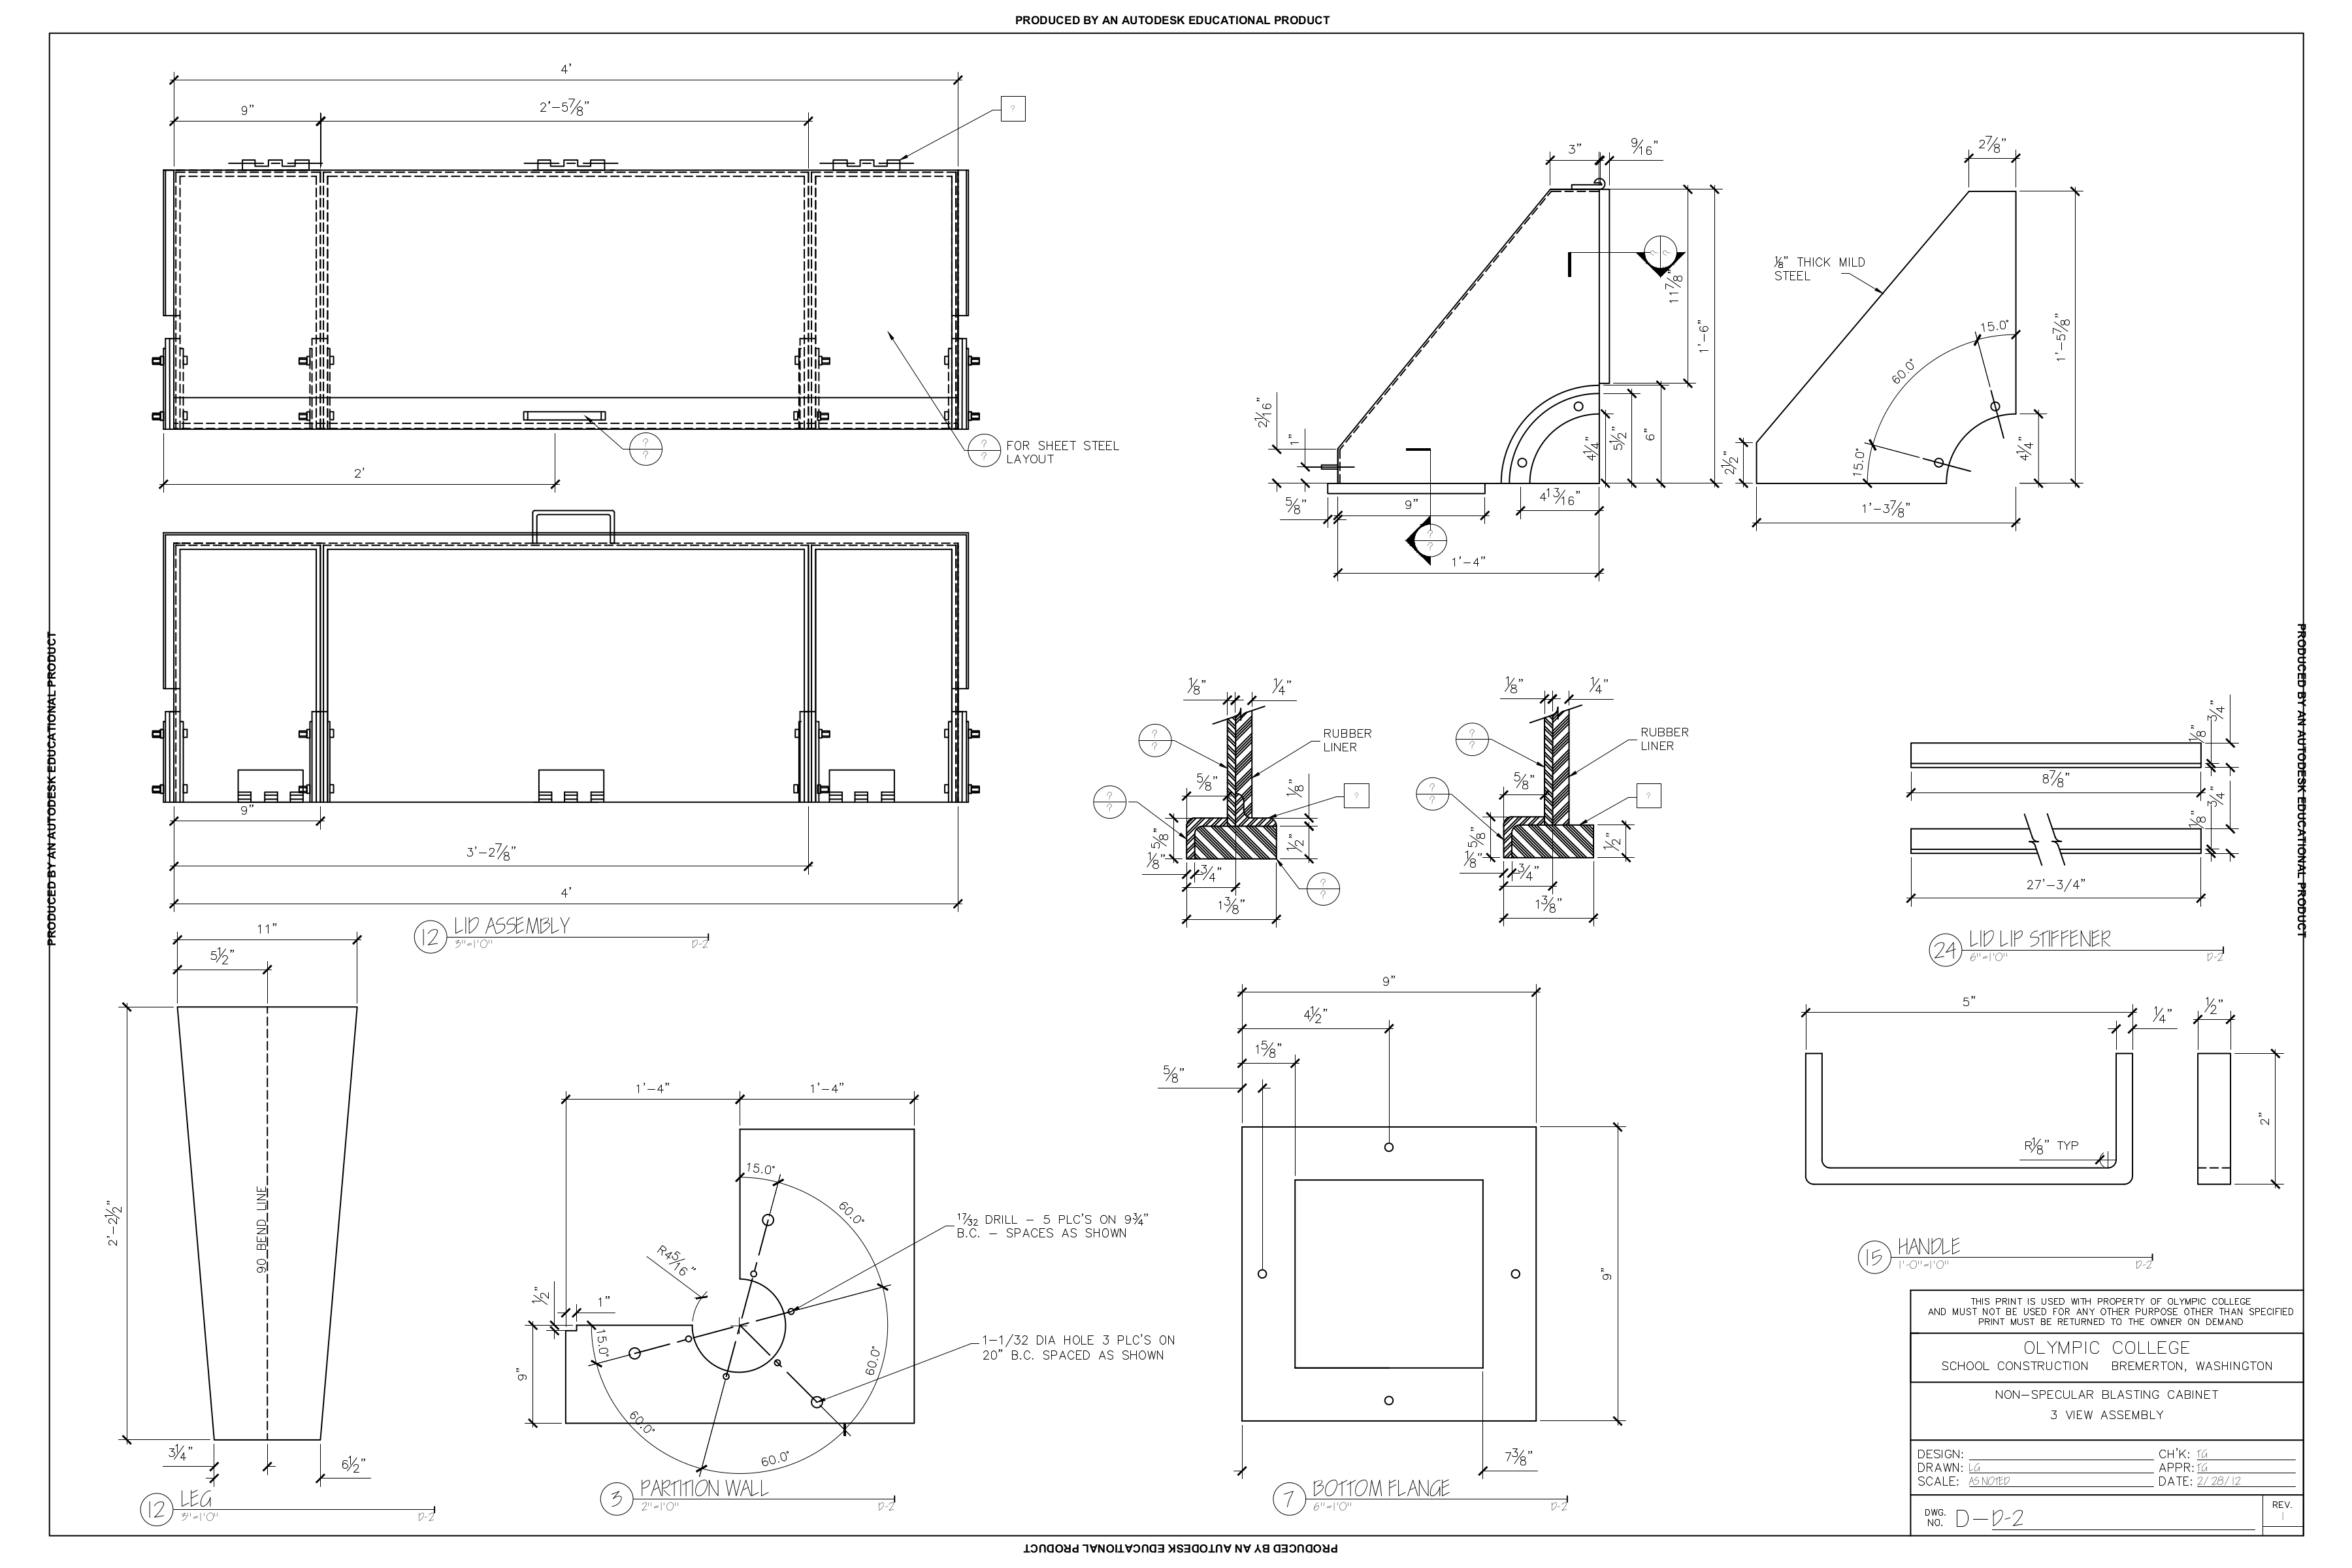 PRODUCED BY AN AUTODESK EDUCATIONAL PRODUCT
4'
9"
2'-5⅞"
?
?
?
?
?
FOR SHEET STEEL
LAYOUT
2'
9"
3'-2⅞"
4'
12
LID ASSEMBLY
3"=1'0"
D-2
3"
9/16"
11⅞"
1'-6"
2 1/16"
1"
⅝"
9"
4 13/16"
4¼"
5½"
6"
?
?
?
?
1'-4"
2⅞"
⅛" THICK MILD
STEEL
15.0°
60.0°
15.0°
1'-5⅞"
2½"
4¼"
1'-3⅞"
⅛"
¼"
?
?
RUBBER
LINER
⅝"
⅛"
?
?
?
⅝"
½"
⅛"
¾"
1⅜"
?
?
⅛"
¼"
?
?
RUBBER
LINER
⅝"
?
?
?
⅝"
½"
⅛"
¾"
1⅜"
⅛"
3/4"
8⅞"
⅛"
3/4"
27'-3/4"
24
LID LIP STIFFENER
6"=1'0"
D-2
11"
5½"
2'-2½"
90 BEND LINE
3¼"
6½"
12
LEG
3"=1'0"
D-2
1'-4"
1'-4"
15.0°
60.0°
17/32 DRILL – 5 PLC'S ON 9¾"
B.C. – SPACES AS SHOWN
R4 5/16"
½"
1"
15.0°
9"
1-1/32 DIA HOLE 3 PLC'S ON
20" B.C. SPACED AS SHOWN
60.0°
60.0°
60.0°
3
PARTITION WALL
2"=1'0"
D-2
9"
4½"
1⅝"
⅝"
9"
7⅜"
7
BOTTOM FLANGE
6"=1'0"
D-2
5"
¼"
½"
2"
R⅛" TYP
15
HANDLE
1'-0"=1'0"
D-2
THIS PRINT IS USED WITH PROPERTY OF OLYMPIC COLLEGE
AND MUST NOT BE USED FOR ANY OTHER PURPOSE OTHER THAN SPECIFIED
PRINT MUST BE RETURNED TO THE OWNER ON DEMAND
OLYMPIC COLLEGE
SCHOOL CONSTRUCTION BREMERTON, WASHINGTON
NON-SPECULAR BLASTING CABINET
3 VIEW ASSEMBLY
DESIGN:
CH'K: TG
DRAWN: LG
APPR: TG
SCALE: AS NOTED
DATE: 2/28/12
DWG.
NO.
D-D-2
REV.
1
PRODUCED BY AN AUTODESK EDUCATIONAL PRODUCT
PRODUCED BY AN AUTODESK EDUCATIONAL PRODUCT
PRODUCED BY AN AUTODESK EDUCATIONAL PRODUCT